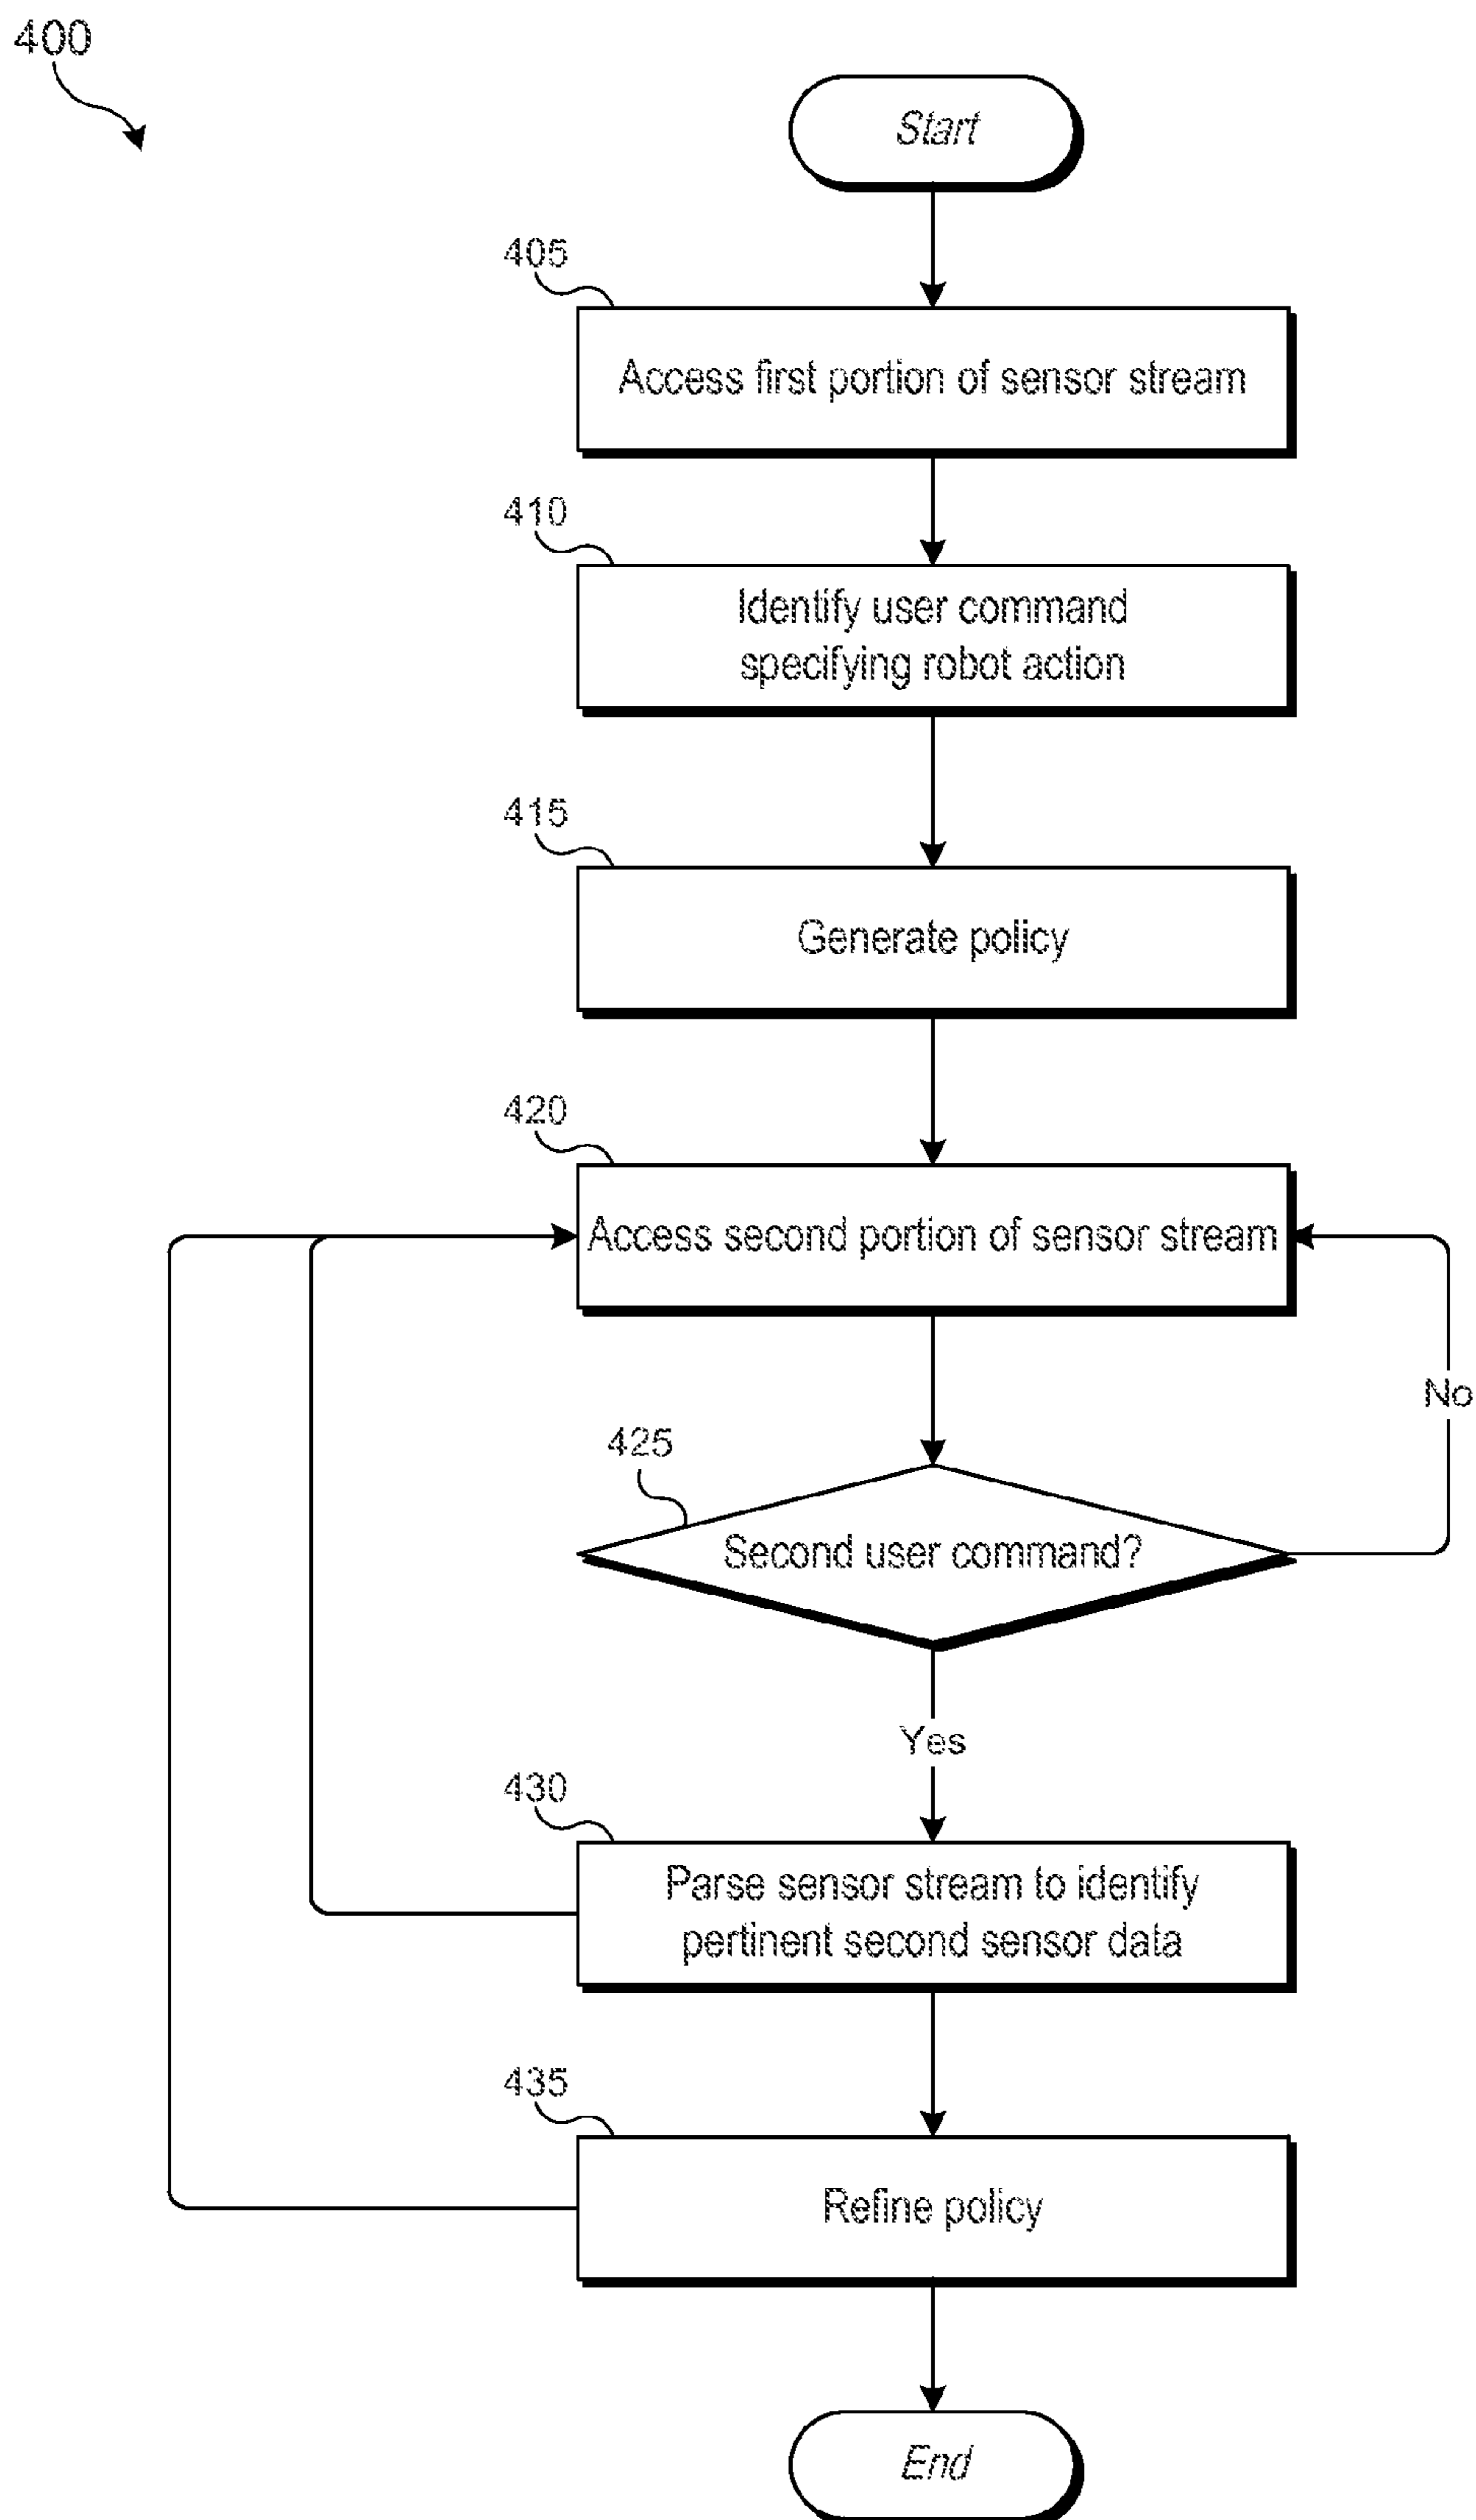 400
Start
405
Access first portion of sensor stream
410
Identify user command
specifying robot action
415
Generate policy
420
Access second portion of sensor stream
No
425
Second user command?
Yes
430
Parse sensor stream to identify
pertinent second sensor data
435
Refine policy
End